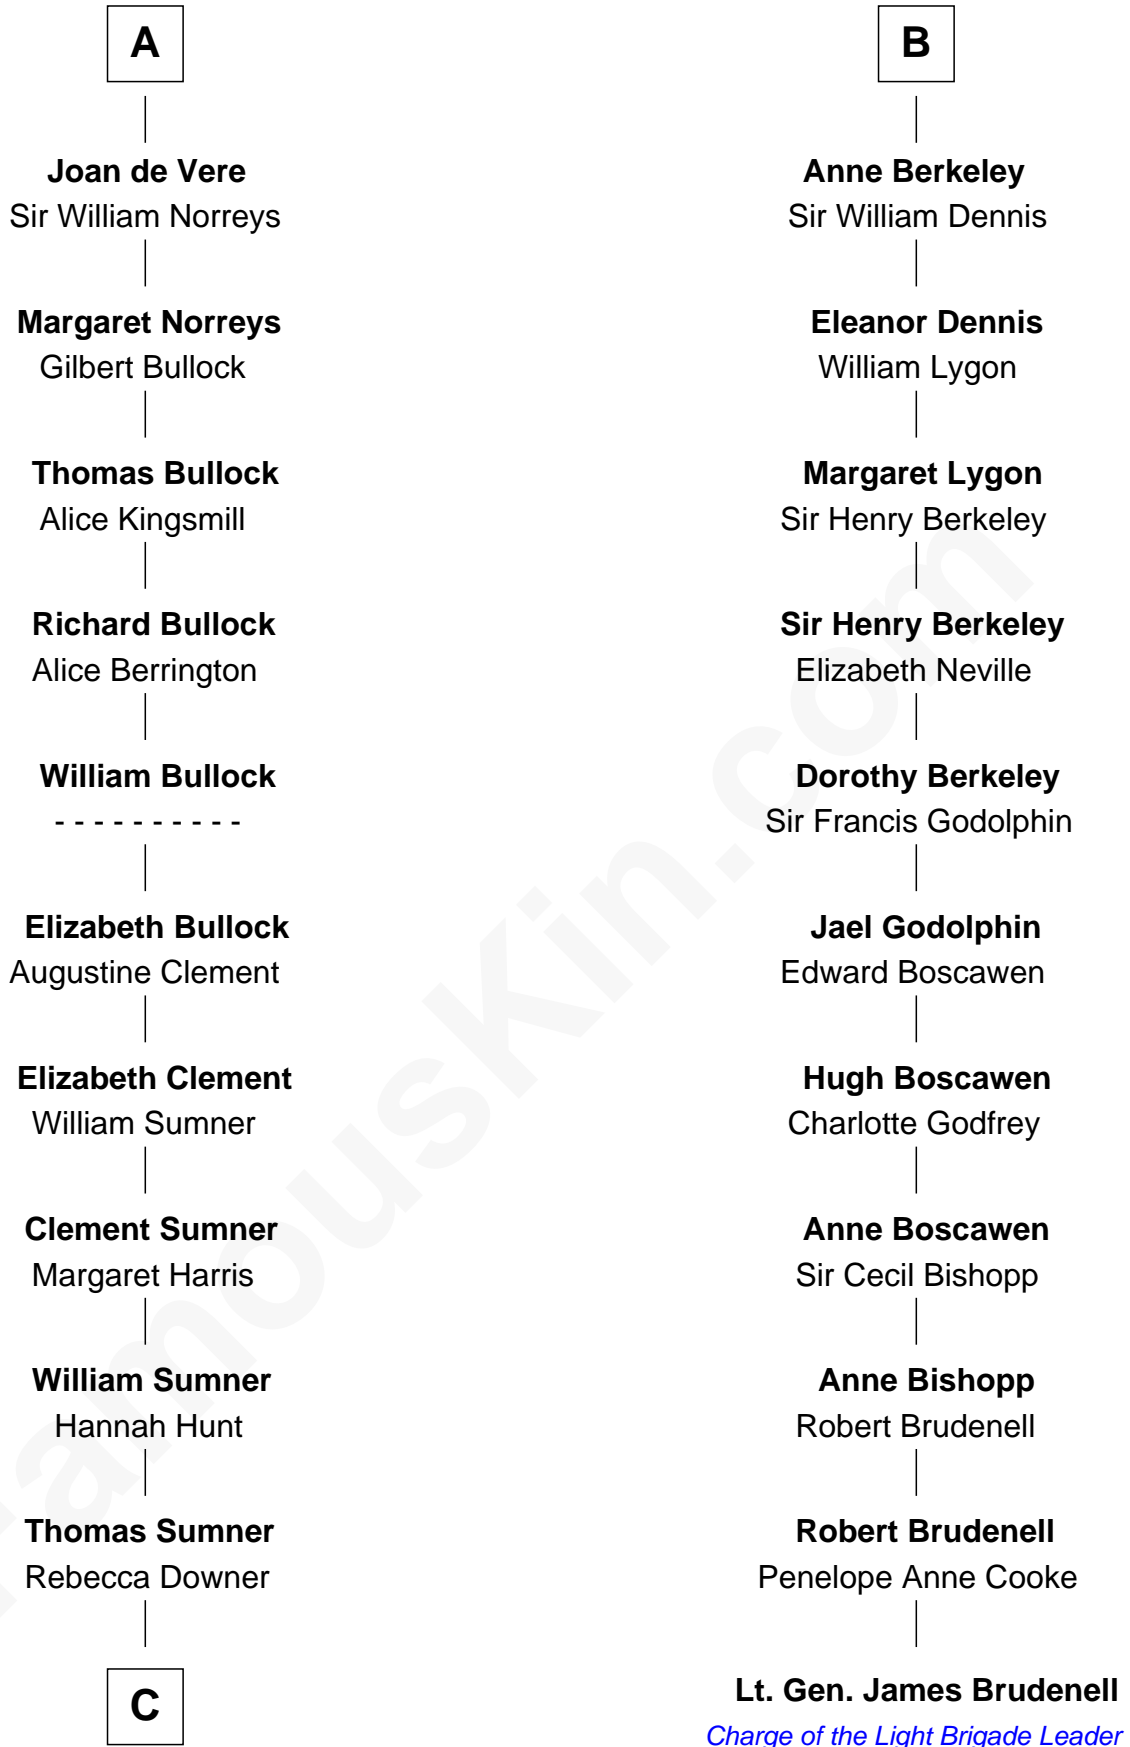 A
Joan de Vere
Sir William Norreys
Margaret Norreys
Gilbert Bullock
Thomas Bullock
Alice Kingsmill
Richard Bullock
Alice Berrington
William Bullock
- - - - - - - - - -
Elizabeth Bullock
Augustine Clement
Elizabeth Clement
William Sumner
Clement Sumner
Margaret Harris
William Sumner
Hannah Hunt
Thomas Sumner
Rebecca Downer
C
B
Anne Berkeley
Sir William Dennis
Eleanor Dennis
William Lygon
Margaret Lygon
Sir Henry Berkeley
Sir Henry Berkeley
Elizabeth Neville
Dorothy Berkeley
Sir Francis Godolphin
Jael Godolphin
Edward Boscawen
Hugh Boscawen
Charlotte Godfrey
Anne Boscawen
Sir Cecil Bishopp
Anne Bishopp
Robert Brudenell
Robert Brudenell
Penelope Anne Cooke
Lt. Gen. James Brudenell
Charge of the Light Brigade Leader
FamousKin.com